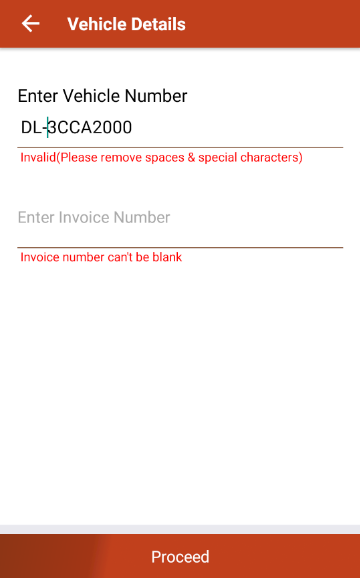 Vehicle Details
Enter Vehicle Number
DL-3CCA2000
Invalid(Please remove spaces & special characters)
Enter Invoice Number
Invoice number can't be blank
Proceed